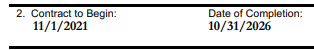 2. Contract to Begin: Date of Completion:
11/1/2021 10/31/2026